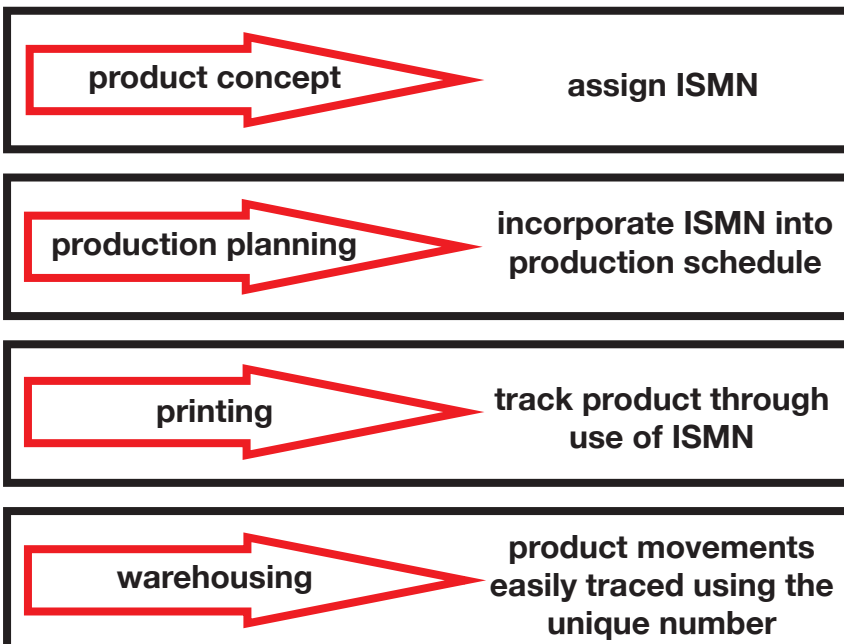 product concept
assign ISMN
production planning
incorporate ISMN into
production schedule
printing
track product through
use of ISMN
warehousing
product movements
easily traced using the
unique number